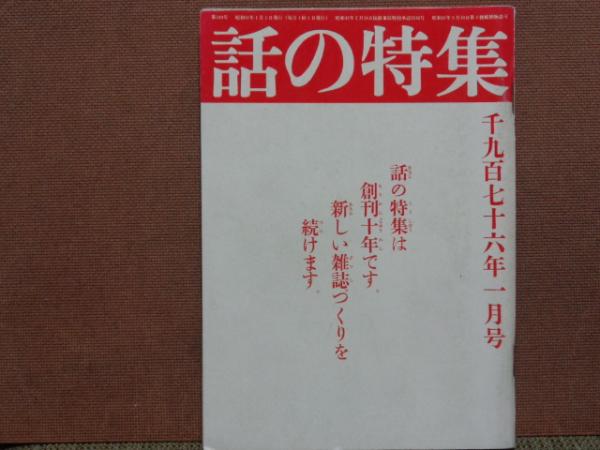 話の特集
千九百七十六年一月号
話の特集は
創刊十年です。
新しい雑誌づくりを
続けます。